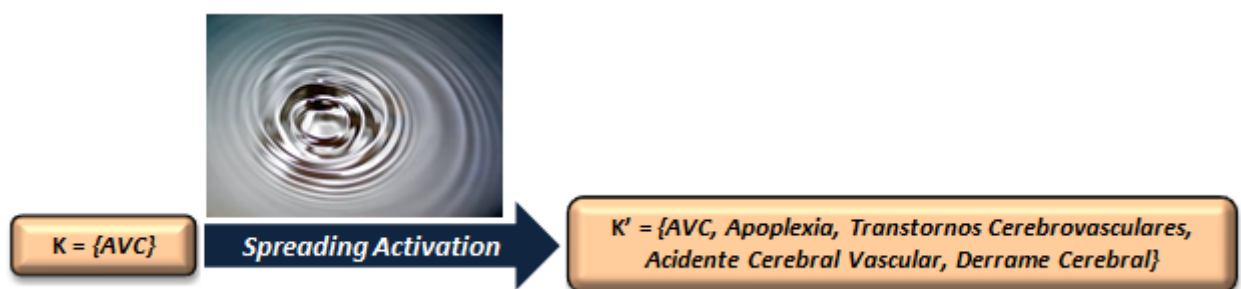 K = {AVC}
Spreading Activation
K' = {AVC, Apoplexia, Transtornos Cerebrovasculares,
Acidente Cerebral Vascular, Derrame Cerebral}